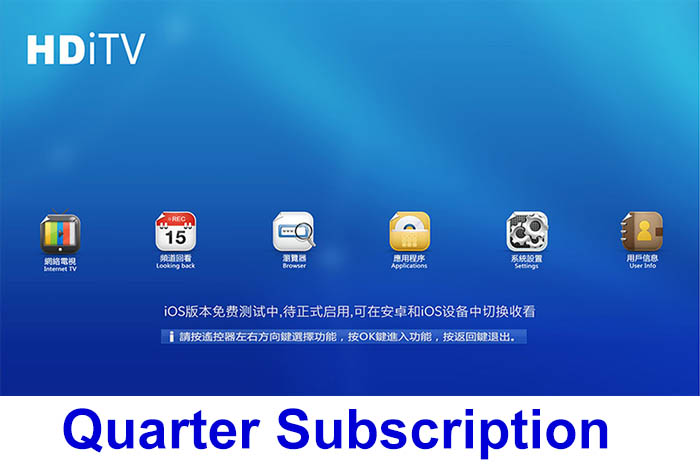 HDiTV
REC
15
網絡電視
Internet TV
頻道回看
Looking back
瀏覽器
Browser
應用程序
Applications
系統設置
Settings
用戶信息
User Info
iOS版本免费测试中,待正式启用,可在安卓和iOS设备中切换收看
i 請按遙控器左右方向鍵選擇功能，按OK鍵進入功能，按返回鍵退出。
Quarter Subscription